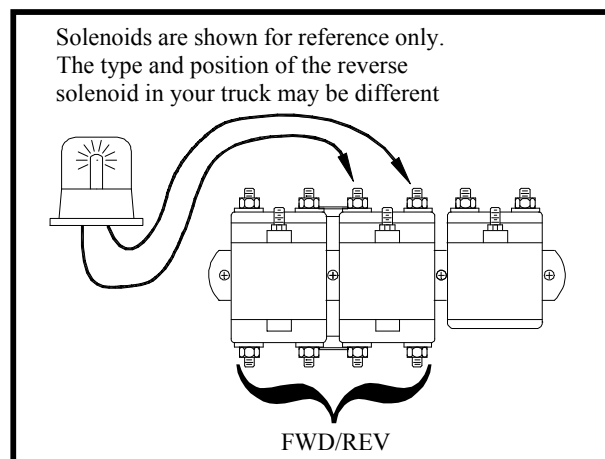 Solenoids are shown for reference only.
The type and position of the reverse
solenoid in your truck may be different
FWD/REV